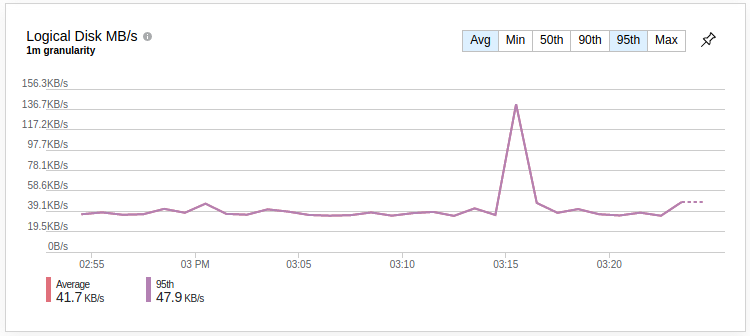 Logical Disk MB/s
1m granularity
Avg Min 50th 90th 95th Max
156.3KB/s
136.7KB/s
117.2KB/s
97.7KB/s
78.1KB/s
58.6KB/s
39.1KB/s
19.5KB/s
0B/s
02:55 03 PM 03:05 03:10 03:15 03:20
Average 95th
41.7 KB/s 47.9 KB/s